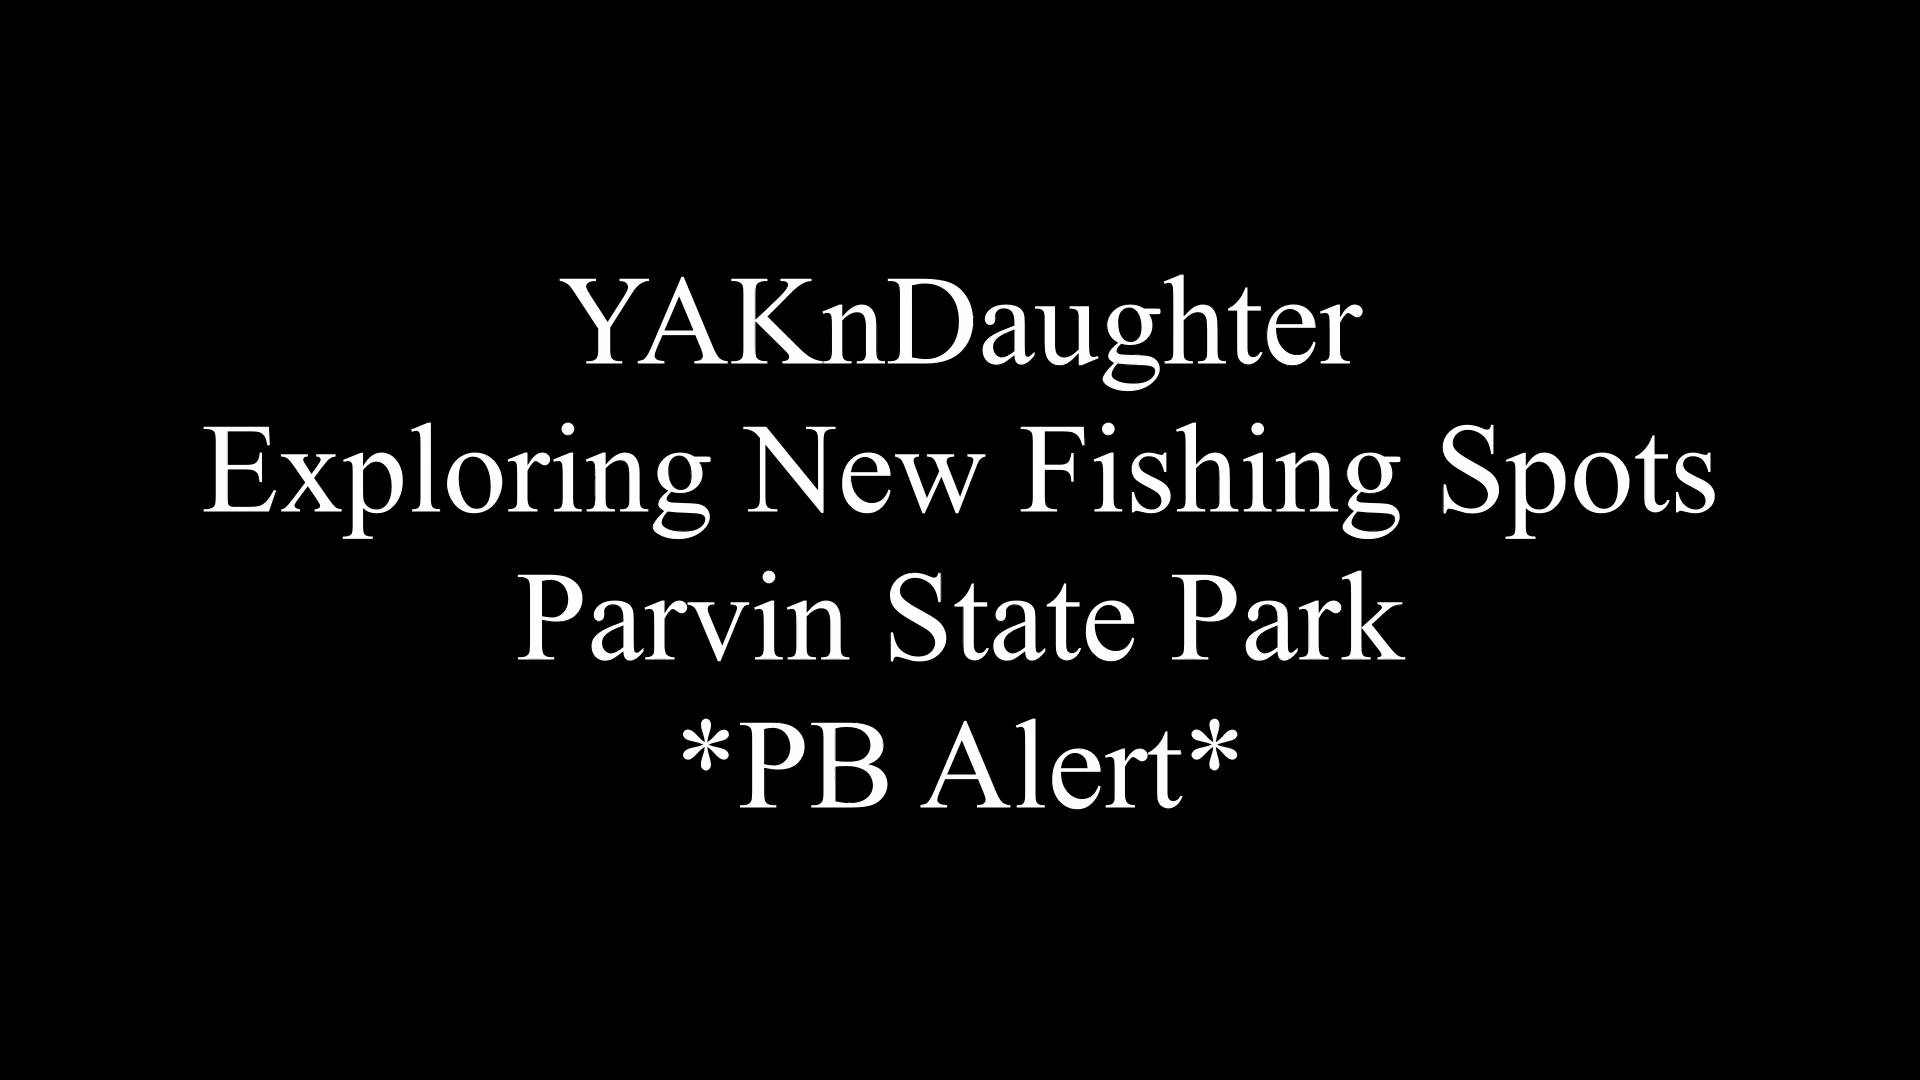 YAKnDaughter
Exploring New Fishing Spots
Parvin State Park
*PB Alert*